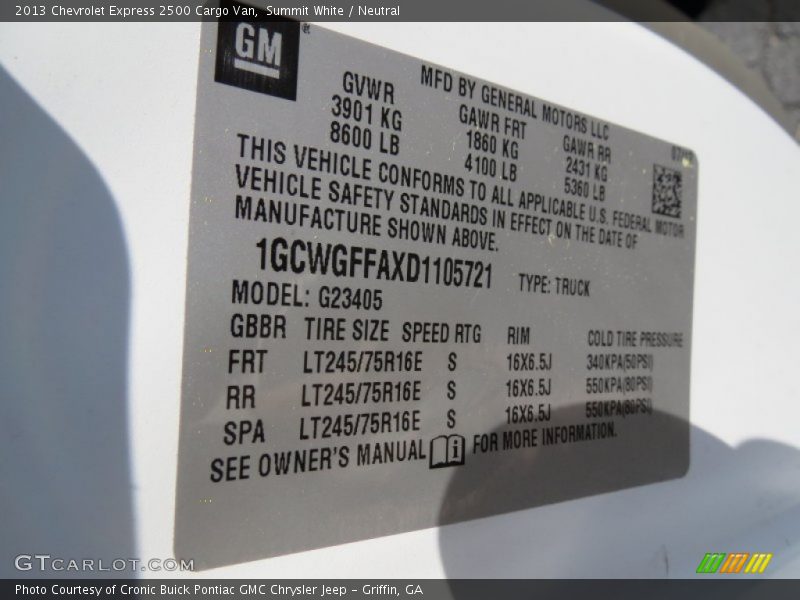 2013 Chevrolet Express 2500 Cargo Van, Summit White / Neutral
GM
MFD BY GENERAL MOTORS LLC
GVWR GAWR FRT GAWR RR
3901 KG 1860 KG 2431 KG
8600 LB 4100 LB 5360 LB
THIS VEHICLE CONFORMS TO ALL APPLICABLE U.S. FEDERAL MOTOR
VEHICLE SAFETY STANDARDS IN EFFECT ON THE DATE OF
MANUFACTURE SHOWN ABOVE.
1GCWGFFAXD1105721 TYPE: TRUCK
MODEL: G23405
GBBR TIRE SIZE SPEED RTG RIM COLD TIRE PRESSURE
FRT LT245/75R16E S 16X6.5J 340KPA(50PSI)
RR LT245/75R16E S 16X6.5J 550KPA(80PSI)
SPA LT245/75R16E S 16X6.5J 550KPA(80PSI)
SEE OWNER'S MANUAL i FOR MORE INFORMATION.
GTCARLOT.COM
Photo Courtesy of Cronic Buick Pontiac GMC Chrysler Jeep - Griffin, GA